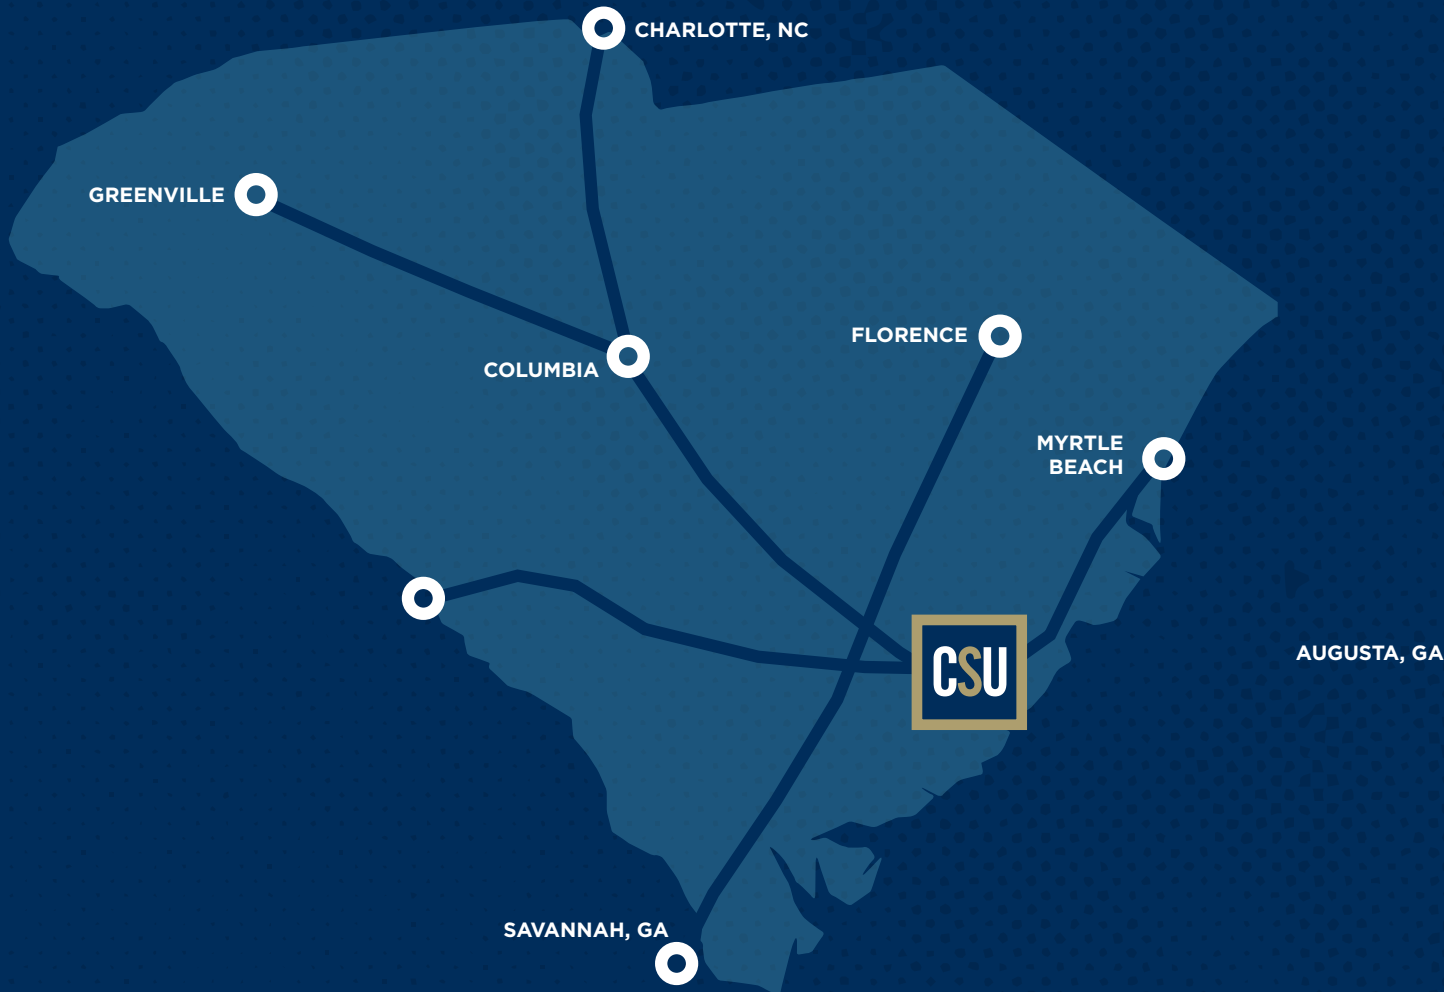 CHARLOTTE, NC
GREENVILLE
FLORENCE
COLUMBIA
MYRTLE
BEACH
CSU
AUGUSTA, GA
SAVANNAH, GA